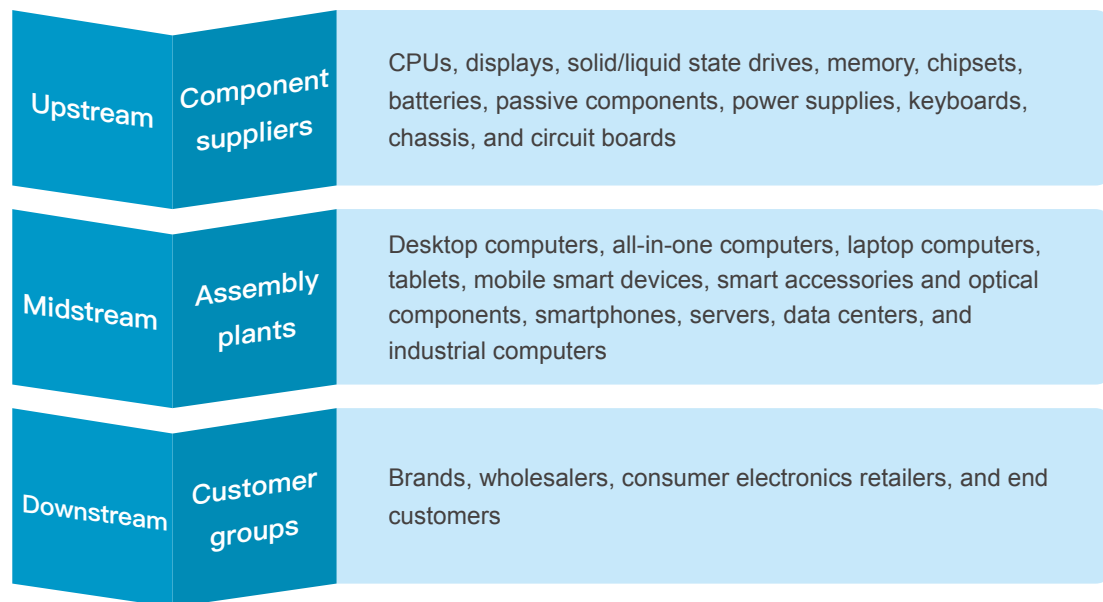 Upstream
Component
suppliers
CPUs, displays, solid/liquid state drives, memory, chipsets,
batteries, passive components, power supplies, keyboards,
chassis, and circuit boards
Midstream
Assembly
plants
Desktop computers, all-in-one computers, laptop computers,
tablets, mobile smart devices, smart accessories and optical
components, smartphones, servers, data centers, and
industrial computers
Downstream
Customer
groups
Brands, wholesalers, consumer electronics retailers, and end
customers